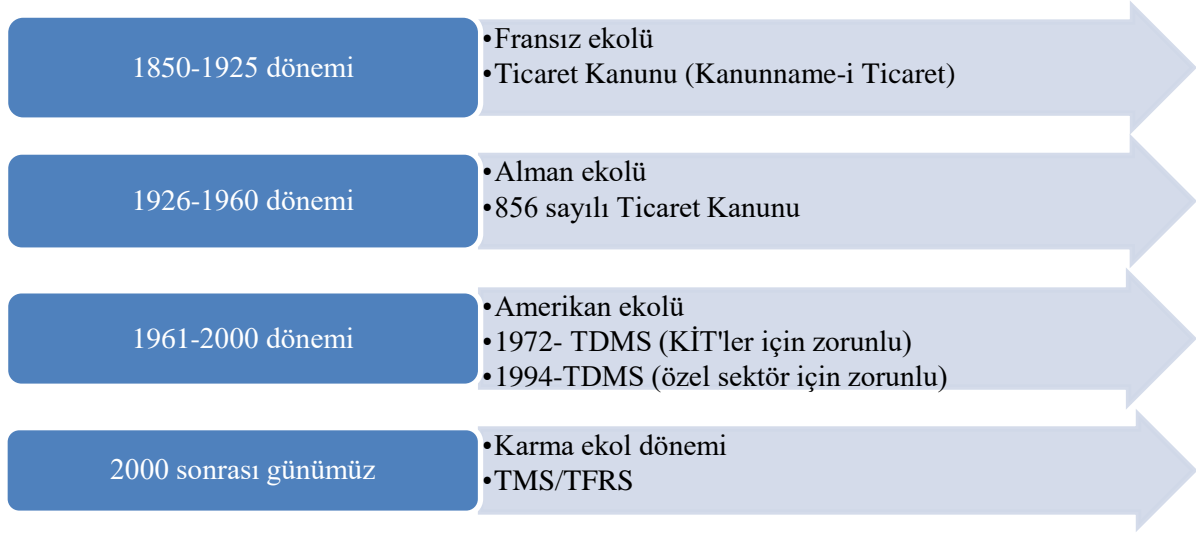 1850-1925 dönemi
•Fransız ekolü
•Ticaret Kanunu (Kanunname-i Ticaret)
1926-1960 dönemi
•Alman ekolü
•856 sayılı Ticaret Kanunu
1961-2000 dönemi
•Amerikan ekolü
•1972- TDMS (KİT'ler için zorunlu)
•1994-TDMS (özel sektör için zorunlu)
2000 sonrası günümüz
•Karma ekol dönemi
•TMS/TFRS